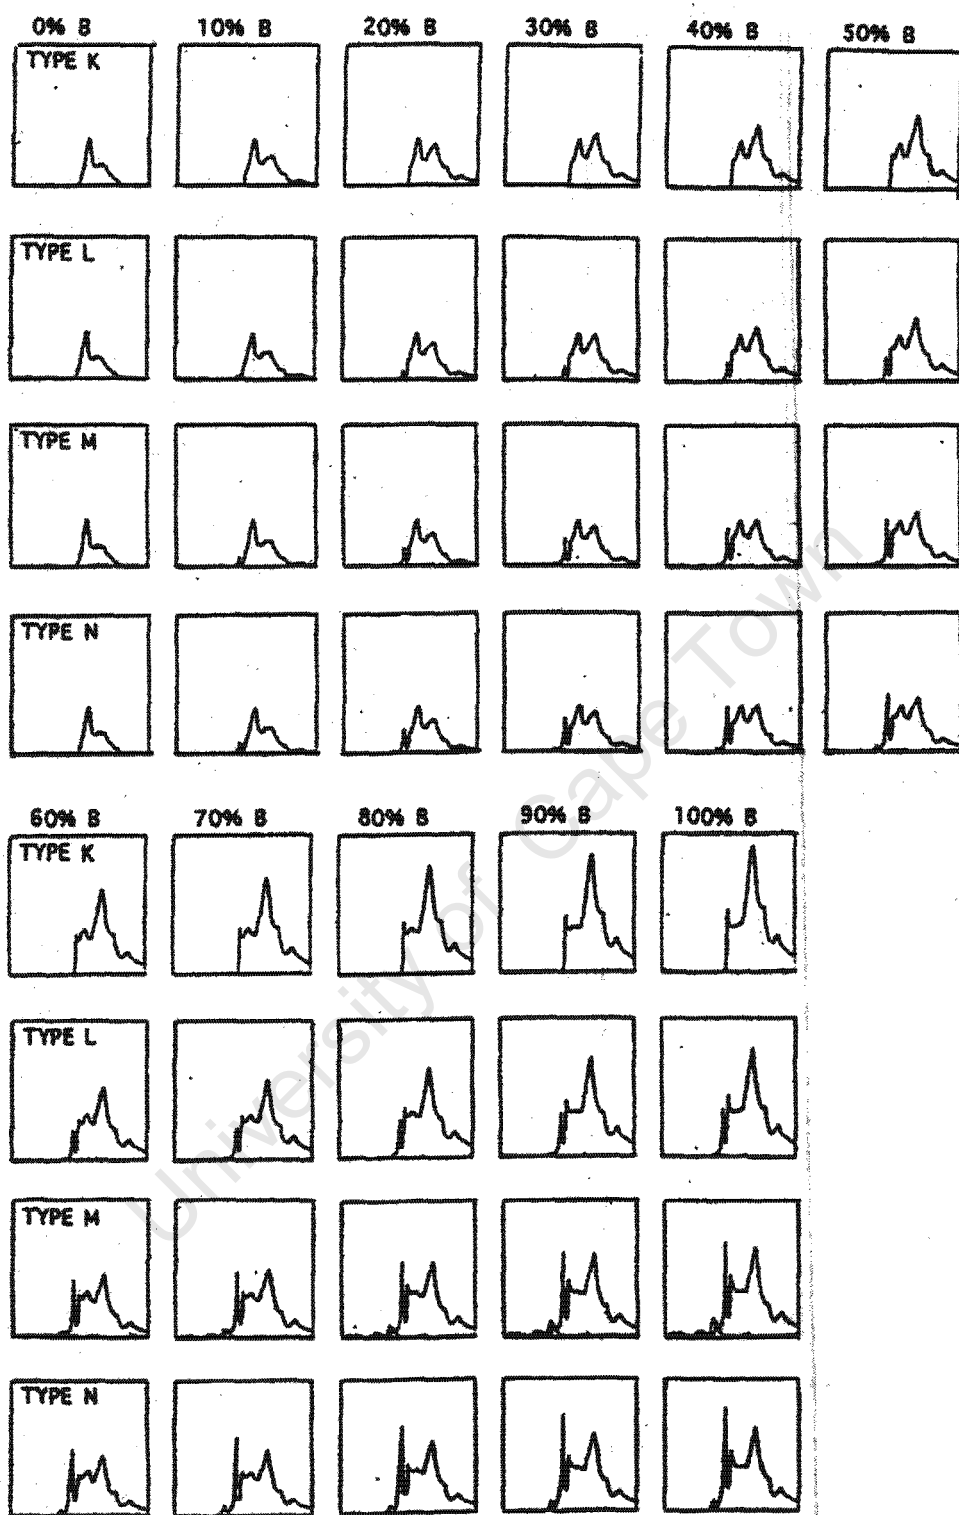 0% B 10% B 20% B 30% B 40% B 50% B
TYPE K
TYPE L
TYPE M
TYPE N
60% B 70% B 80% B 90% B 100% B
TYPE K
TYPE L
TYPE M
TYPE N
University of Cape Town